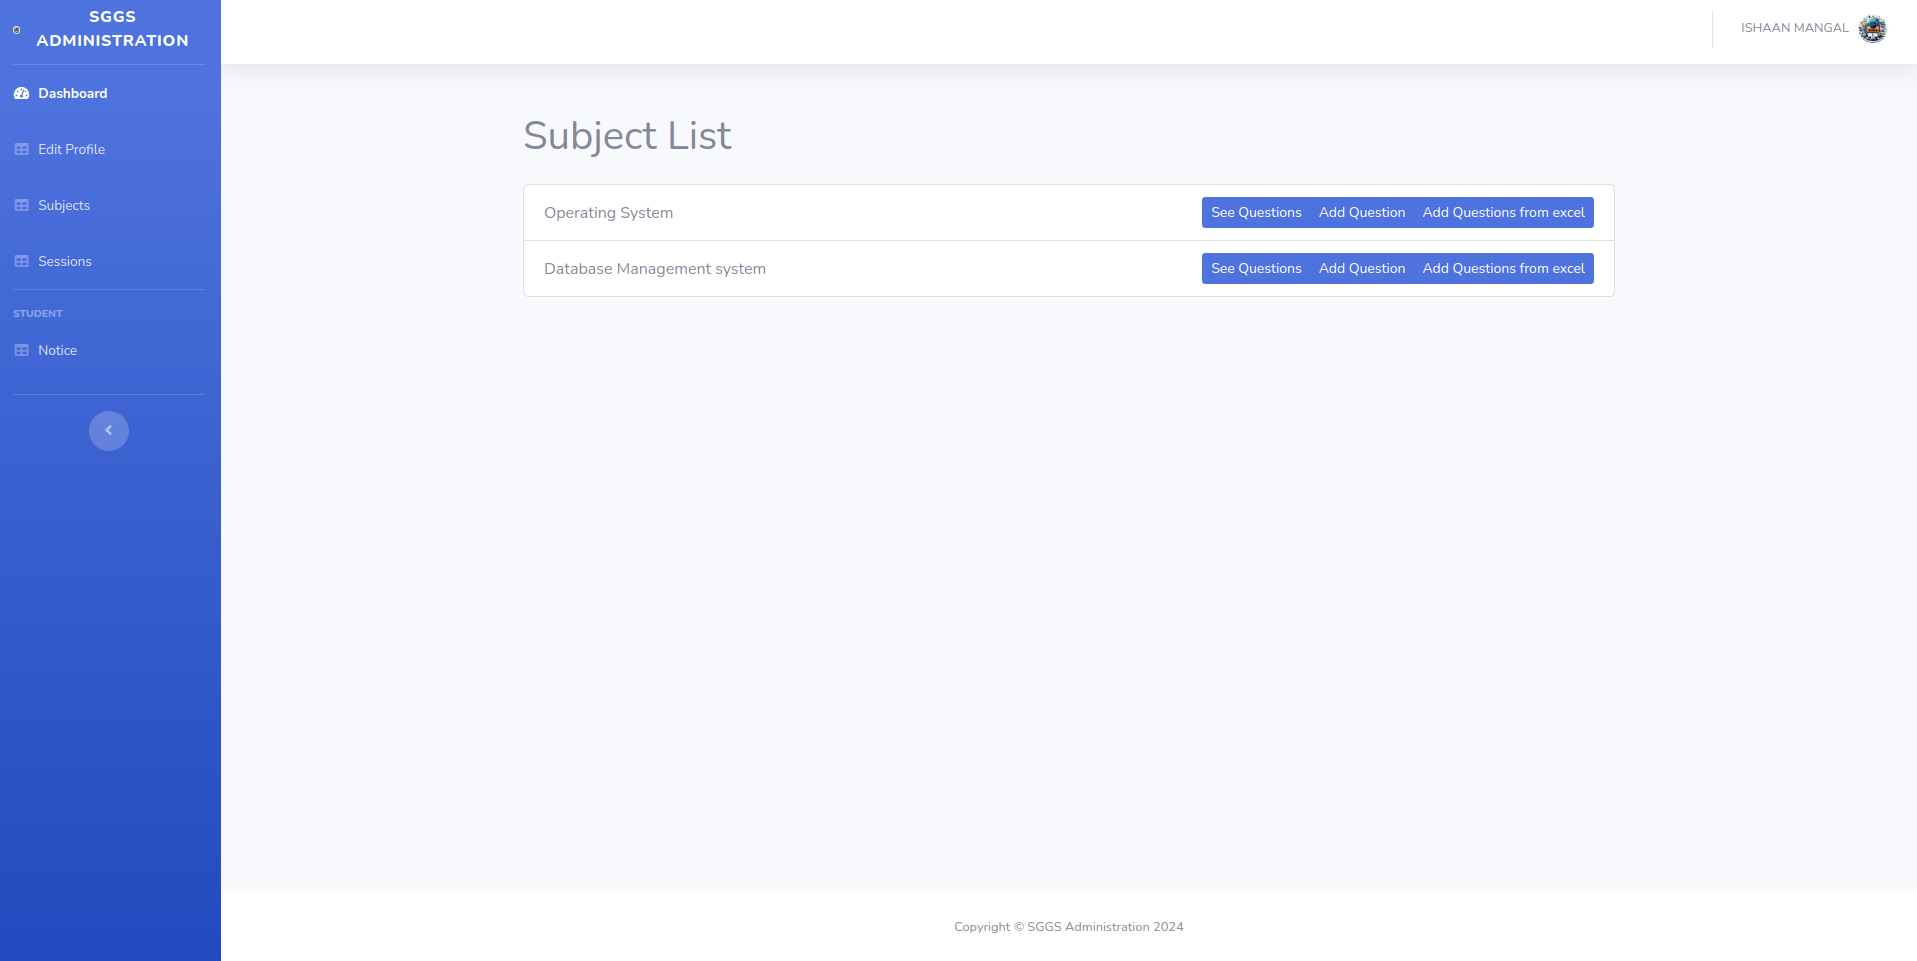 SGGS
ADMINISTRATION
Dashboard
Edit Profile
Subjects
Sessions
STUDENT
Notice
ISHAAN MANGAL
Subject List
Operating System
See Questions Add Question Add Questions from excel
Database Management system
See Questions Add Question Add Questions from excel
Copyright © SGGS Administration 2024